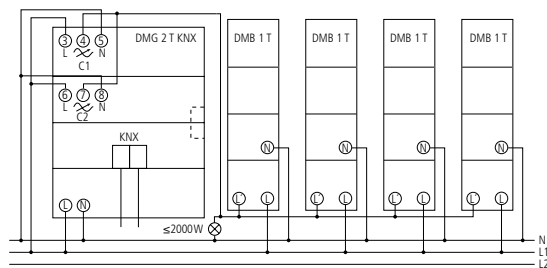 3 4 5 DMG 2 T KNX DMB 1 T DMB 1 T DMB 1 T DMB 1 T
L N
C1
6 7 8
L N
C2
KNX
N N N N
L' L L' L L' L L' L
L N
≤2000W
N
L1
L2